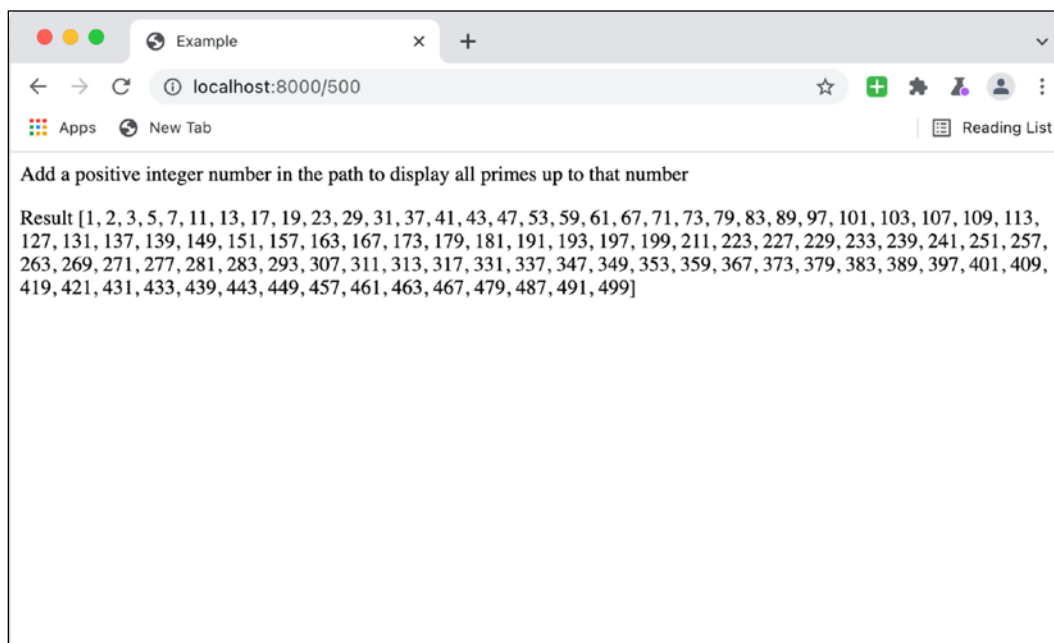 Example
localhost:8000/500
Apps New Tab Reading List
Add a positive integer number in the path to display all primes up to that number
Result [1, 2, 3, 5, 7, 11, 13, 17, 19, 23, 29, 31, 37, 41, 43, 47, 53, 59, 61, 67, 71, 73, 79, 83, 89, 97, 101, 103, 107, 109, 113,
127, 131, 137, 139, 149, 151, 157, 163, 167, 173, 179, 181, 191, 193, 197, 199, 211, 223, 227, 229, 233, 239, 241, 251, 257,
263, 269, 271, 277, 281, 283, 293, 307, 311, 313, 317, 331, 337, 347, 349, 353, 359, 367, 373, 379, 383, 389, 397, 401, 409,
419, 421, 431, 433, 439, 443, 449, 457, 461, 463, 467, 479, 487, 491, 499]